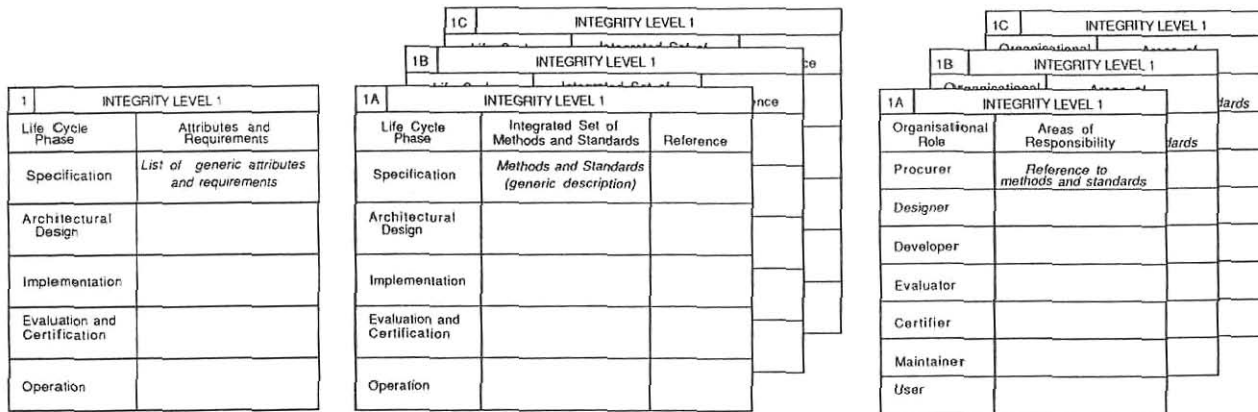 1 INTEGRITY LEVEL 1
Life Cycle Attributes and
Phase Requirements
Specification List of generic attributes
and requirements
Architectural
Design
Implementation
Evaluation and
Certification
Operation
1C INTEGRITY LEVEL 1
1B INTEGRITY LEVEL 1
1A INTEGRITY LEVEL 1
Life Cycle Integrated Set of
Phase Methods and Standards Reference
Specification Methods and Standards
(generic description)
Architectural
Design
Implementation
Evaluation and
Certification
Operation
1C INTEGRITY LEVEL 1
Organisational Areas of
1B INTEGRITY LEVEL 1
1A INTEGRITY LEVEL 1
Organisational Areas of
Role Responsibility
Procurer Reference to
methods and standards
Designer
Developer
Evaluator
Certifier
Maintainer
User